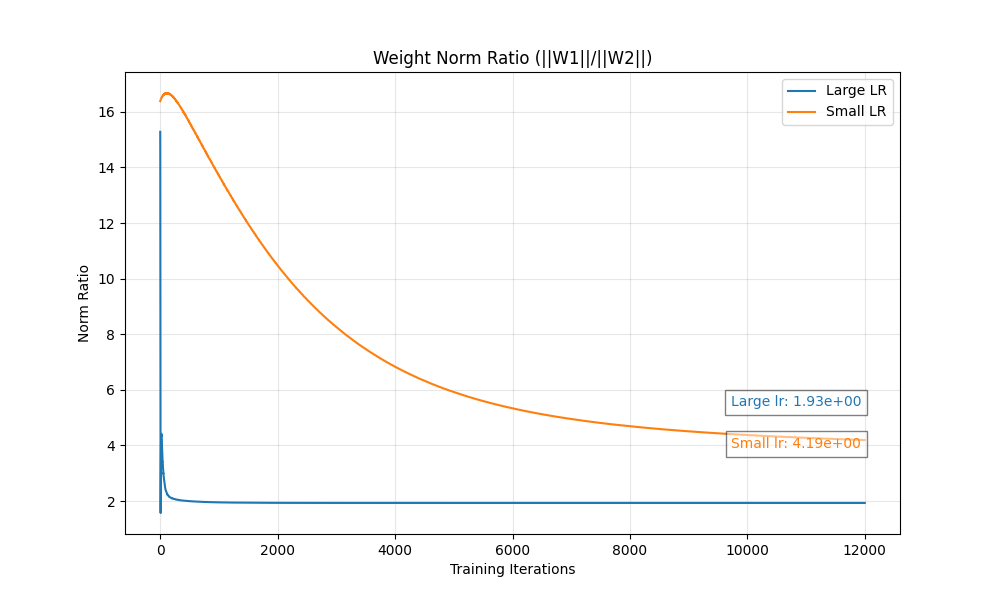 Weight Norm Ratio (||W1||/||W2||)
Large LR
Small LR
Norm Ratio
16
14
12
10
8
6
4
2
Large lr: 1.93e+00
Small lr: 4.19e+00
0
2000
4000
6000
8000
10000
12000
Training Iterations